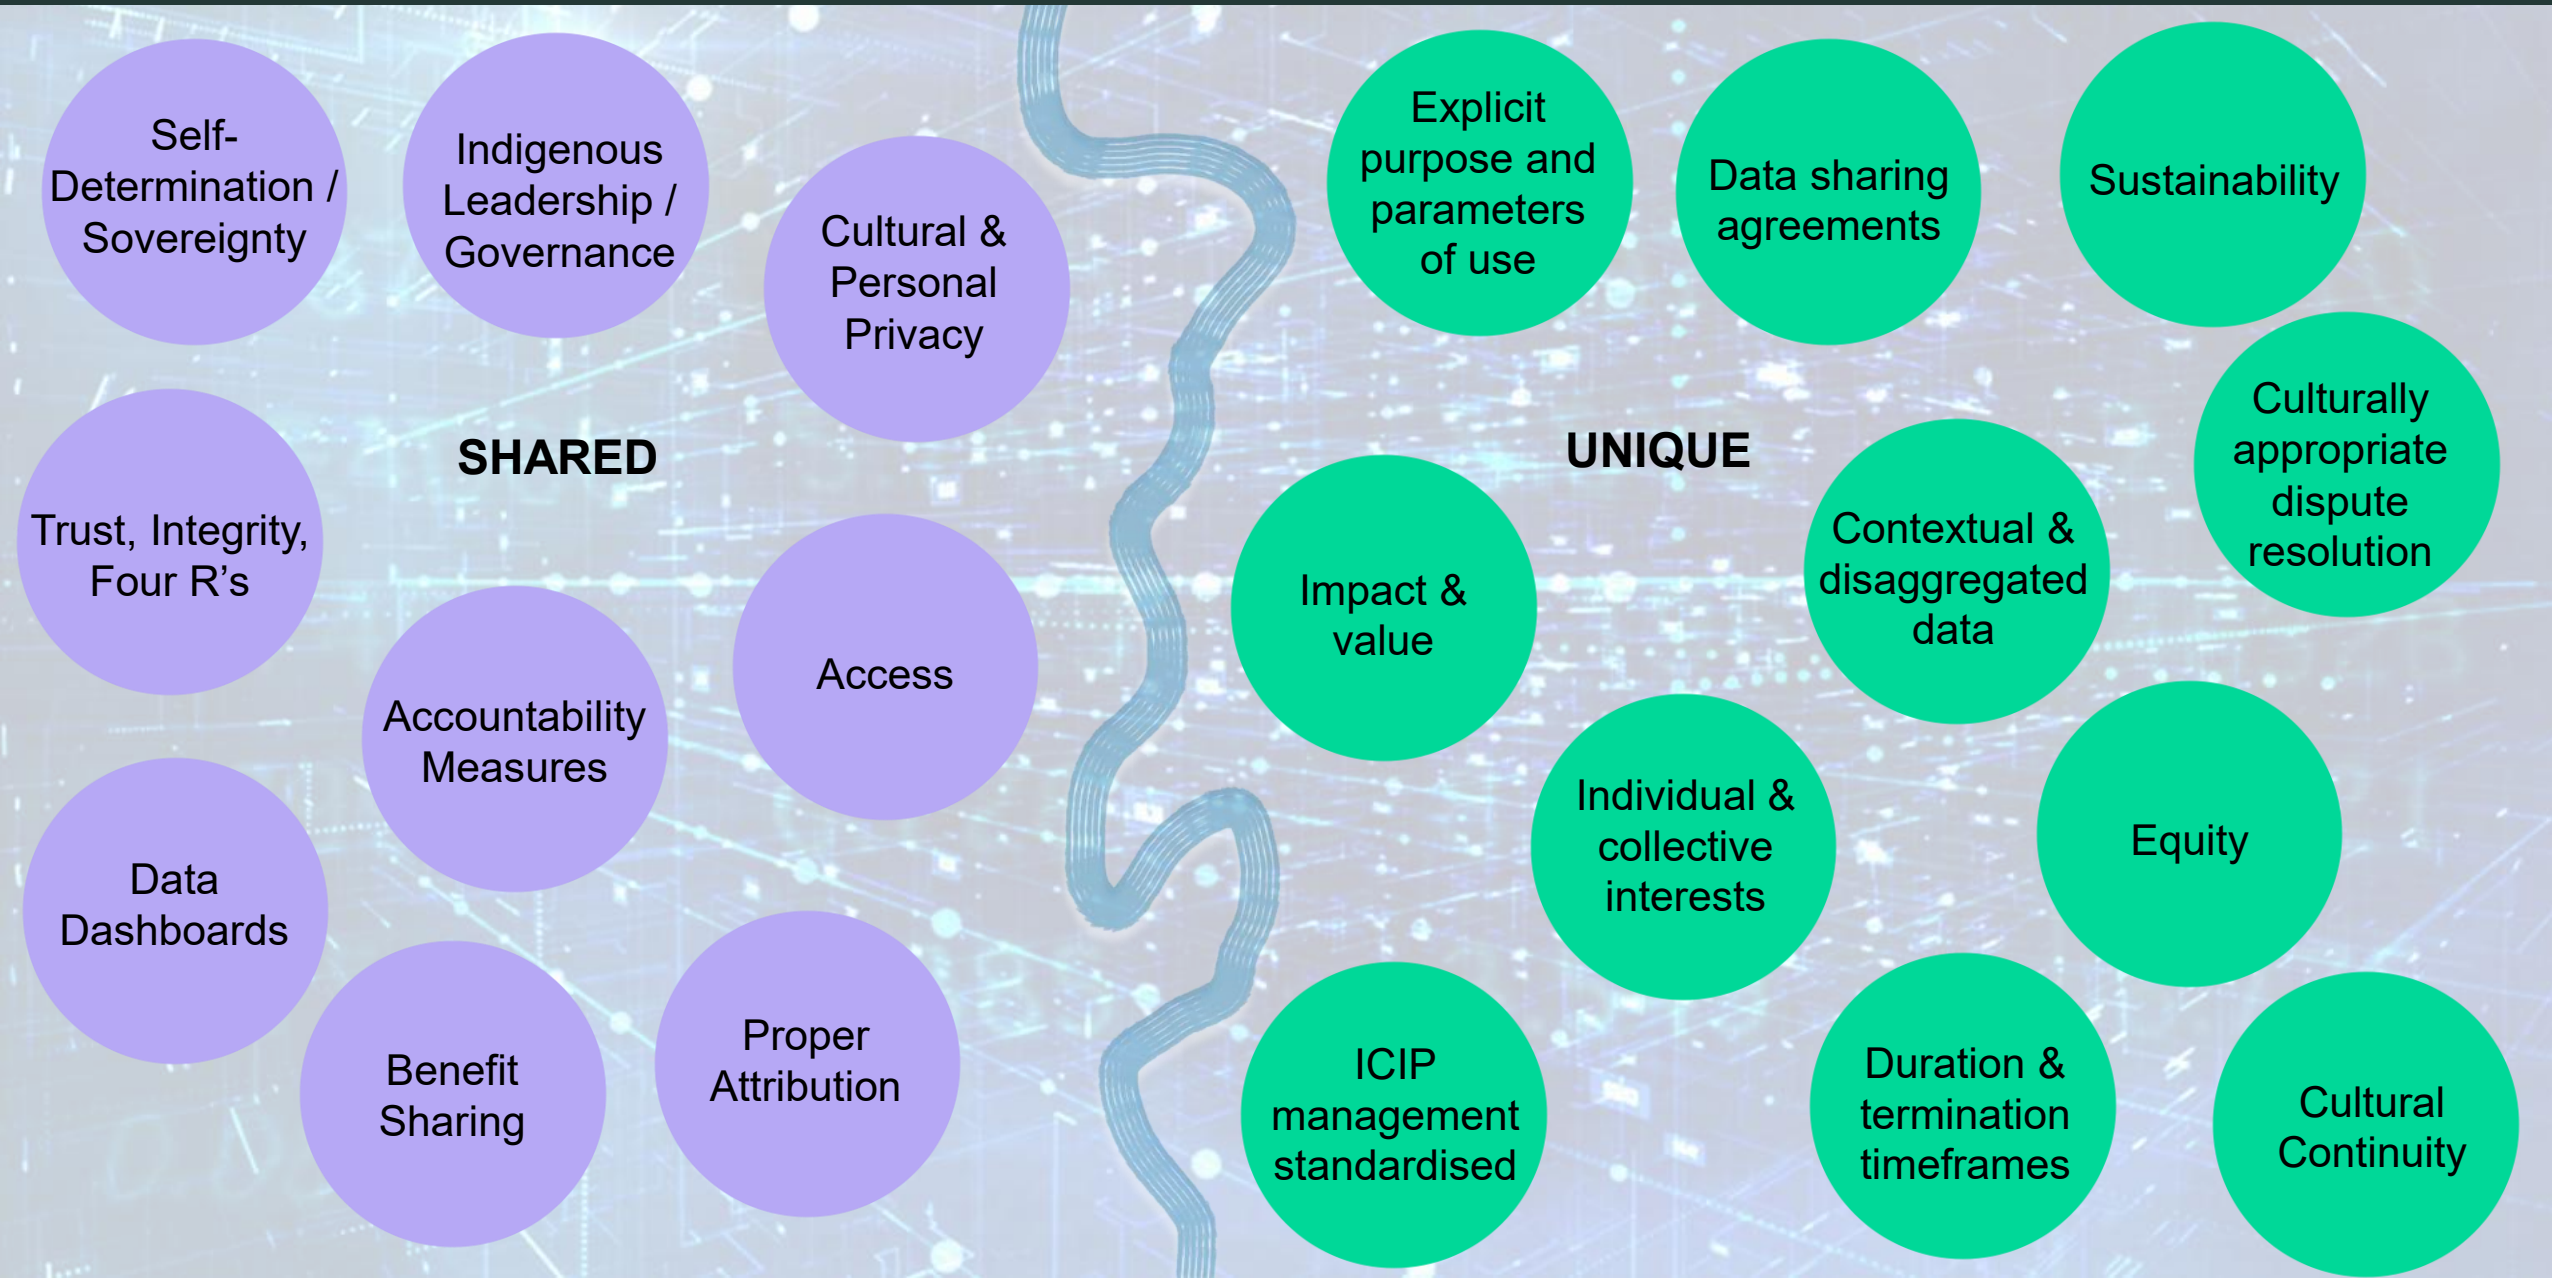 Self-
Determination /
Sovereignty
Indigenous
Leadership /
Governance
Cultural &
Personal
Privacy
SHARED
Trust, Integrity,
Four R’s
Accountability
Measures
Access
Data
Dashboards
Benefit
Sharing
Proper
Attribution
Explicit
purpose and
parameters
of use
Data sharing
agreements
Sustainability
UNIQUE
Culturally
appropriate
dispute
resolution
Impact &
value
Contextual &
disaggregated
data
Individual &
collective
interests
Equity
ICIP
management
standardised
Duration &
termination
timeframes
Cultural
Continuity